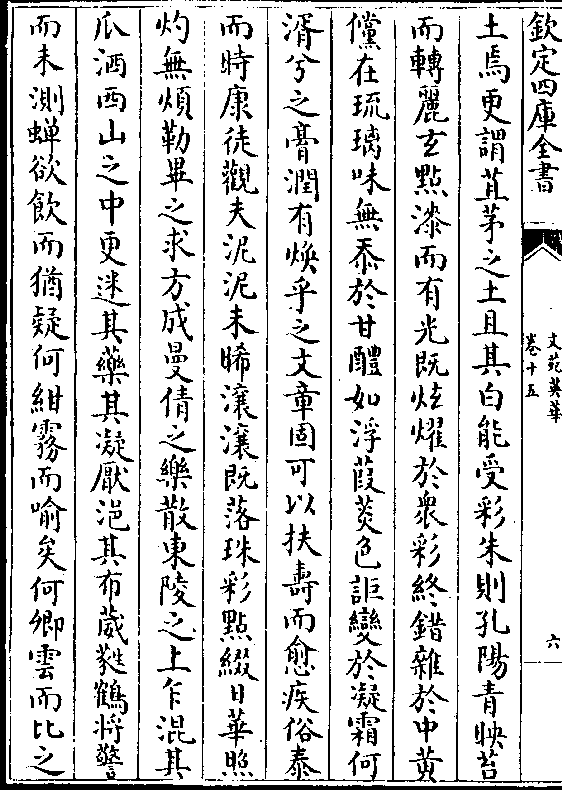 欽定四庫全書
文苑英華
卷十五
六
土焉更謂苴茅之土且其白能受彩朱則孔陽青映苔
而轉麗玄點漆而有光既炫耀於衆彩終錯雜於中黃
儻在琉璃味無忝於甘醴如浮葭菼色詎變於凝霜何
湑兮之膏潤有煥乎之文章固可以扶壽而愈疾俗泰
而時康徒觀夫泥泥未晞瀼瀼既落珠彩點綴日華照
灼無煩勒畢之求方成曼倩之樂散東陵之上乍混其
瓜洒西山之中更迷其藥其凝厭浥其布葳蕤鶴將警
而未測蟬欲飲而猶疑何紺霧而喻矣何卿雲而比之